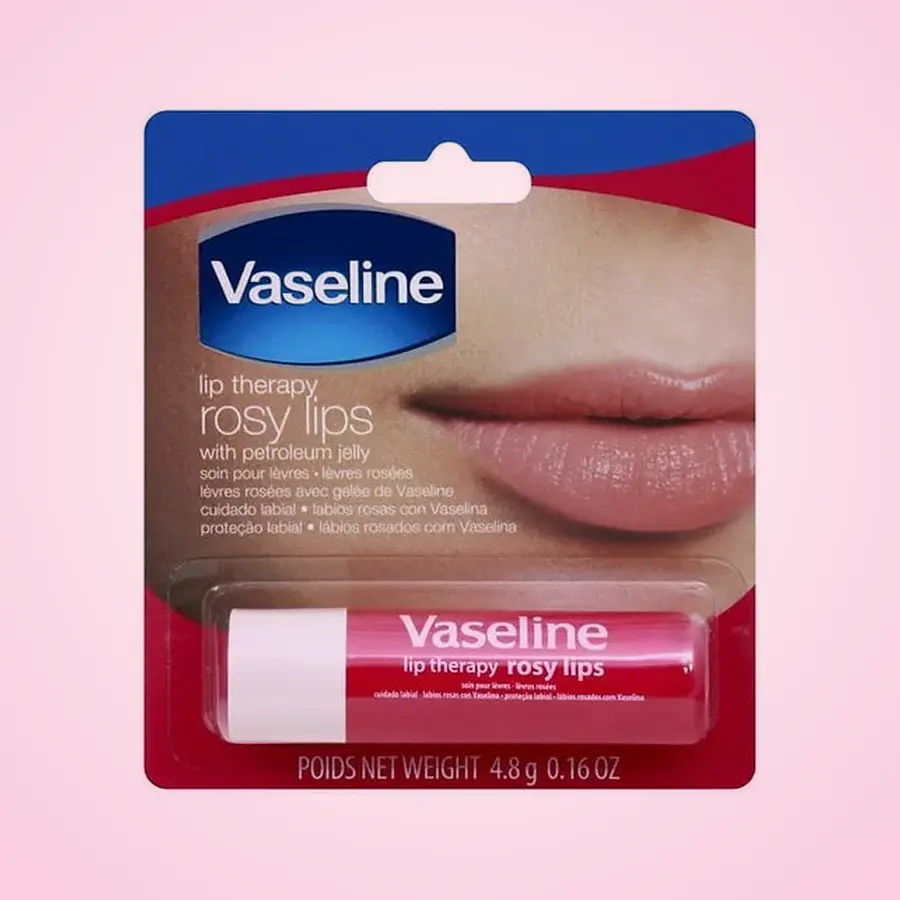 Vaseline
lip therapy
rosy lips
with petroleum jelly
soin pour lèvres • lèvres rosées
lèvres rosées avec gelée de Vaseline
cuidado labial • labios rosas con Vaselina
proteção labial • lábios rosados com Vaselina
Vaseline
lip therapy rosy lips
soin pour lèvres · lèvres rosées
cuidado labial · labios rosas con Vaselina · proteção labial · lábios rosados com Vaselina
POIDS NET WEIGHT 4.8 g 0.16 OZ